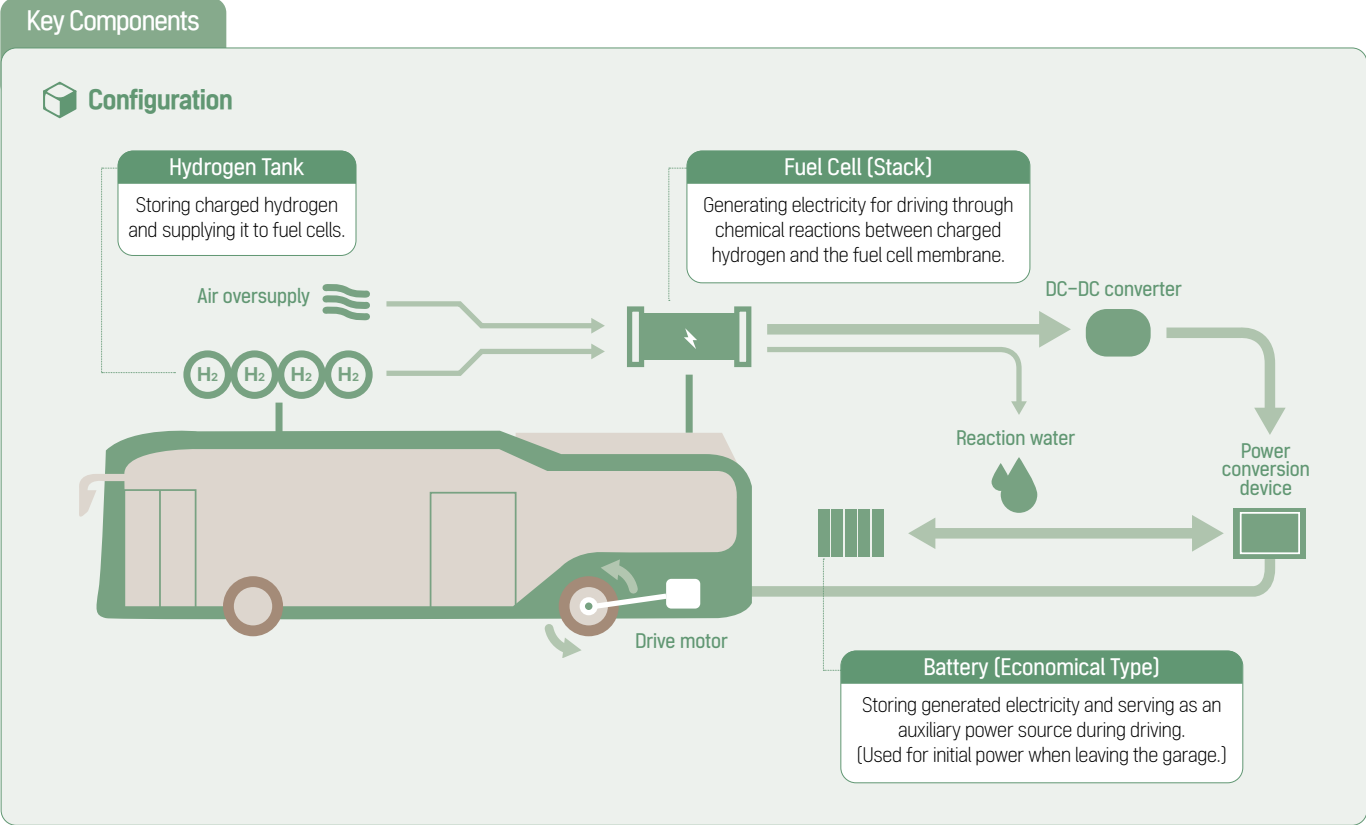 Key Components
Configuration
Hydrogen Tank
Storing charged hydrogen
and supplying it to fuel cells.
Fuel Cell (Stack)
Generating electricity for driving through
chemical reactions between charged
hydrogen and the fuel cell membrane.
Air oversupply
DC-DC converter
H2 H2 H2 H2
Reaction water
Power
conversion
device
Drive motor
Battery (Economical Type)
Storing generated electricity and serving as an
auxiliary power source during driving.
(Used for initial power when leaving the garage.)